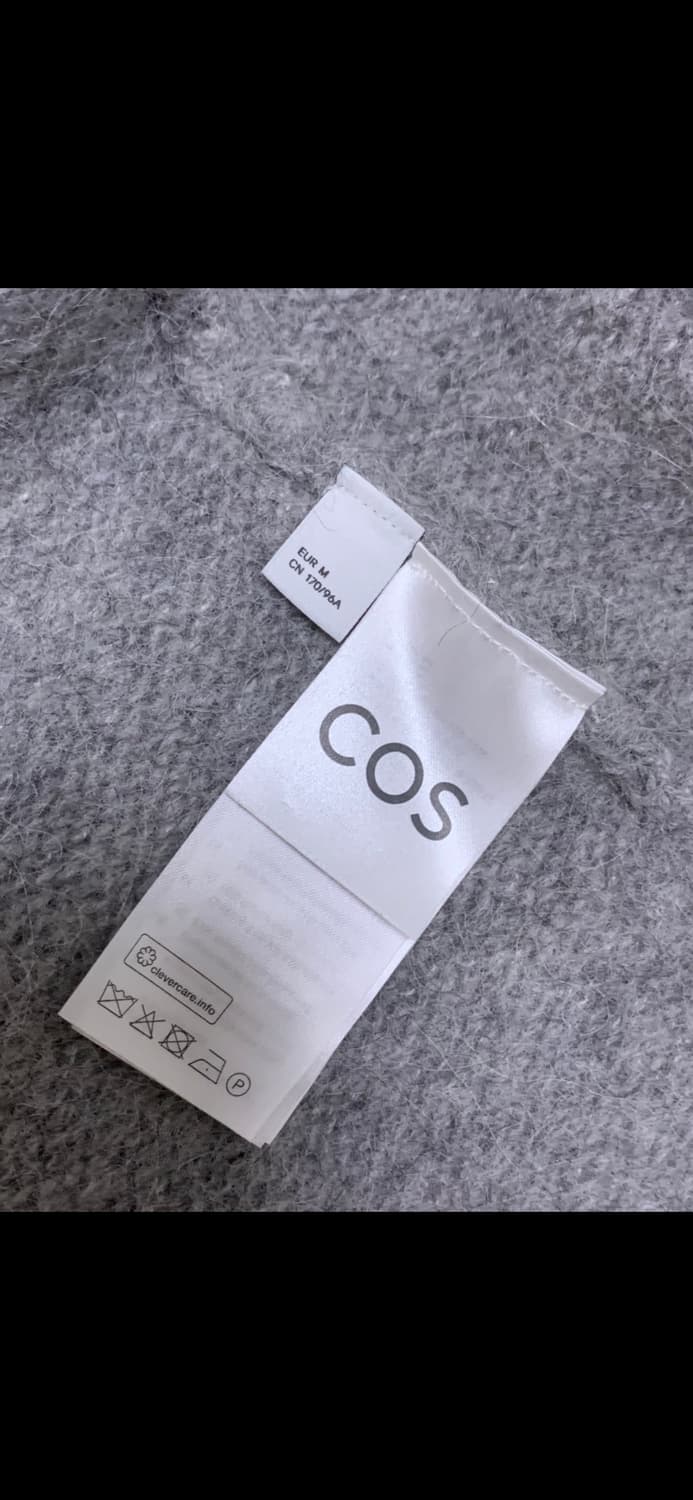 EUR M
CN 170/96A
COS
clevercare.info
P